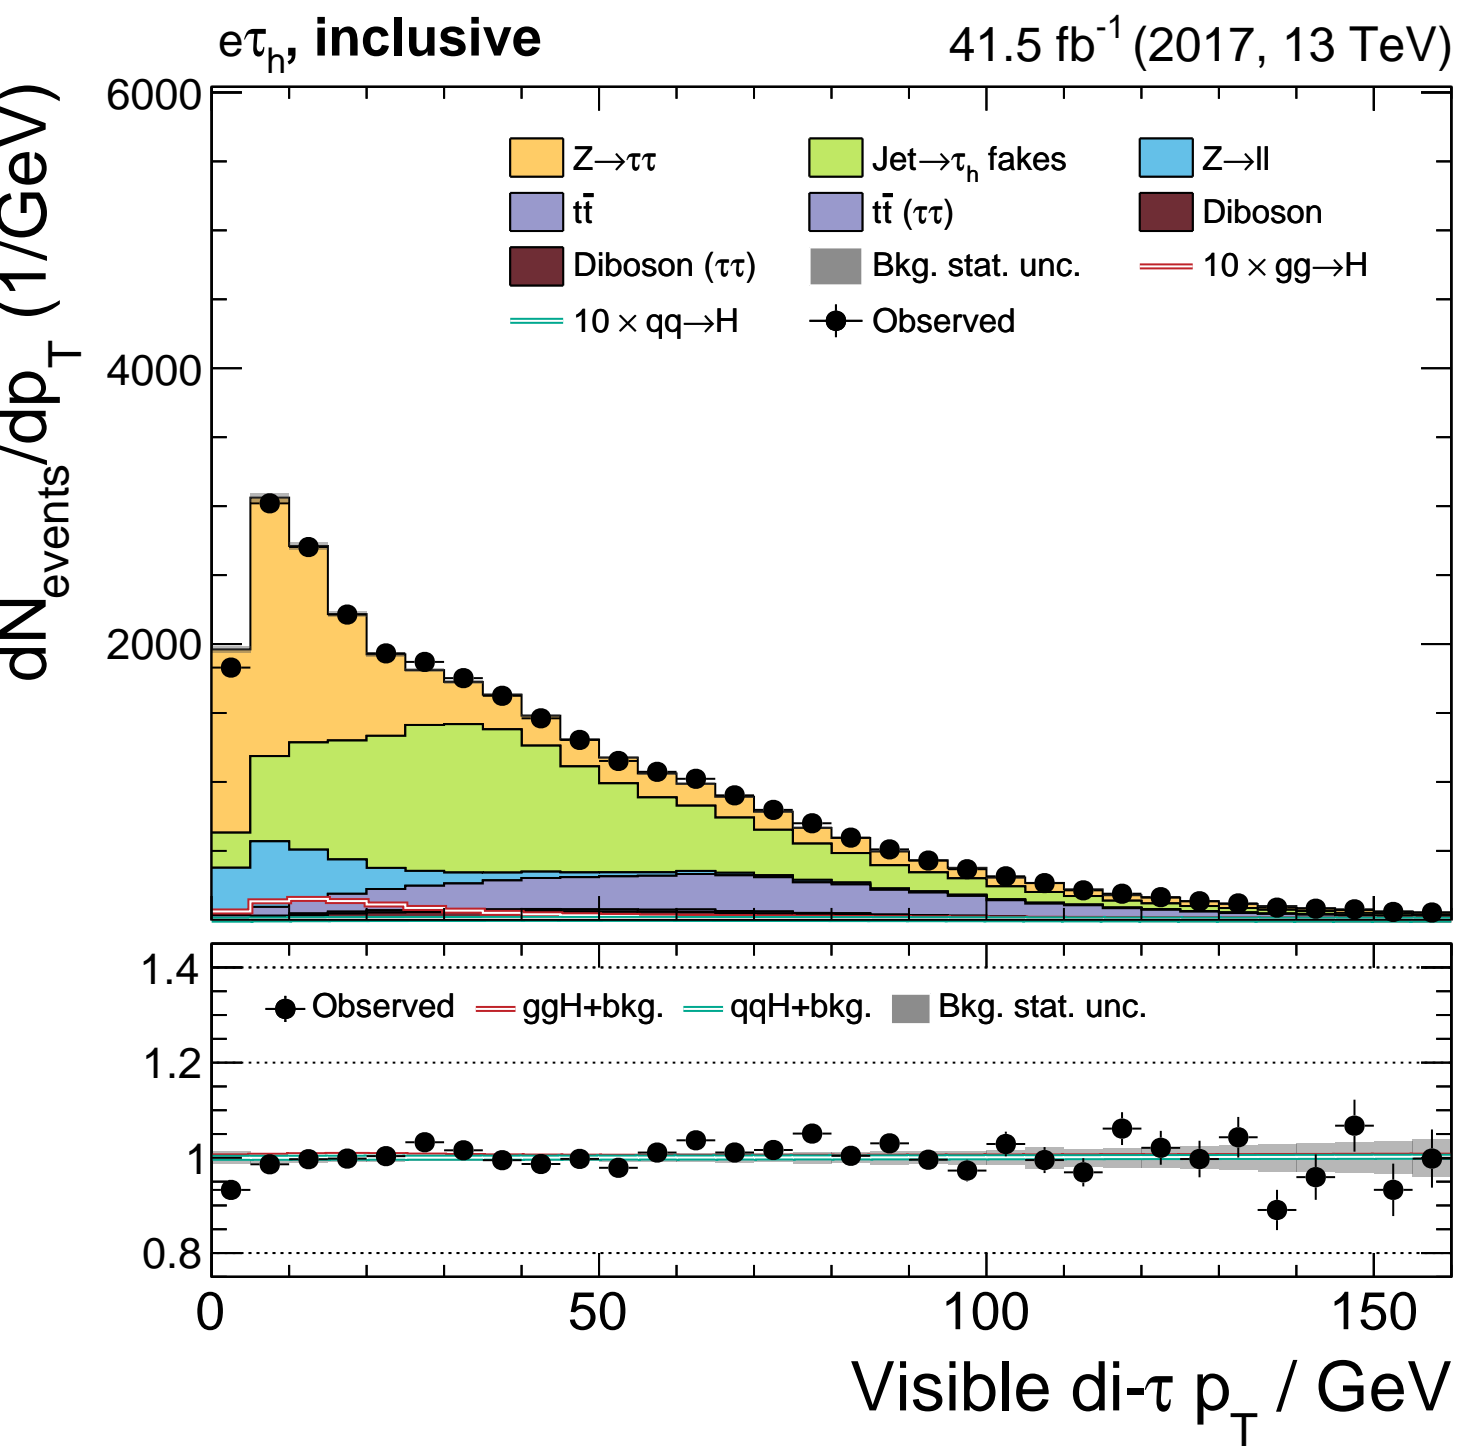 eτh, inclusive 41.5 fb-1 (2017, 13 TeV)
dNevents/dpT (1/GeV)
6000
4000
2000
Z→ττ Jet→τh fakes Z→ll
tt̄ tt̄ (ττ) Diboson
Diboson (ττ) Bkg. stat. unc. 10 × gg→H
10 × qq→H Observed
1.4
1.2
1
0.8
Observed ggH+bkg. qqH+bkg. Bkg. stat. unc.
0 50 100 150
Visible di-τ pT / GeV